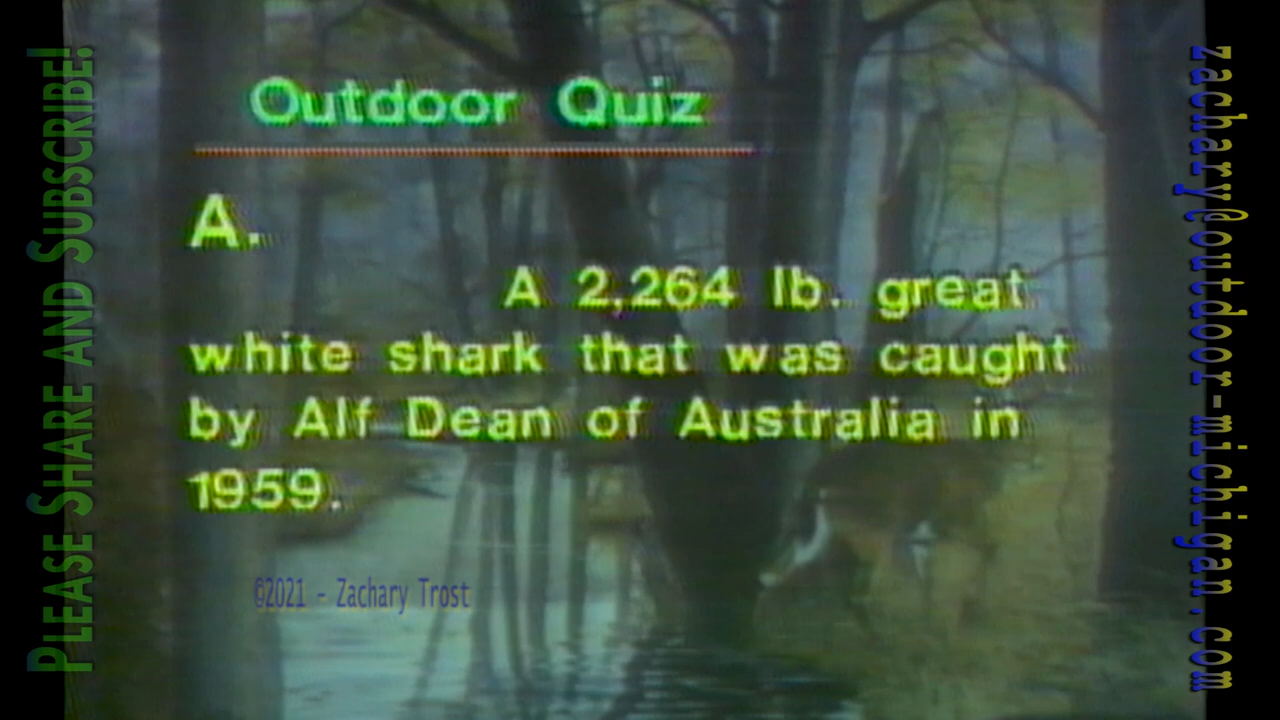 PLEASE SHARE AND SUBSCRIBE!
Outdoor Quiz
A.
A 2,264 lb. great
white shark that was caught
by Alf Dean of Australia in
1959.
©2021 - Zachary Trost
zachary@outdoor-michigan.com